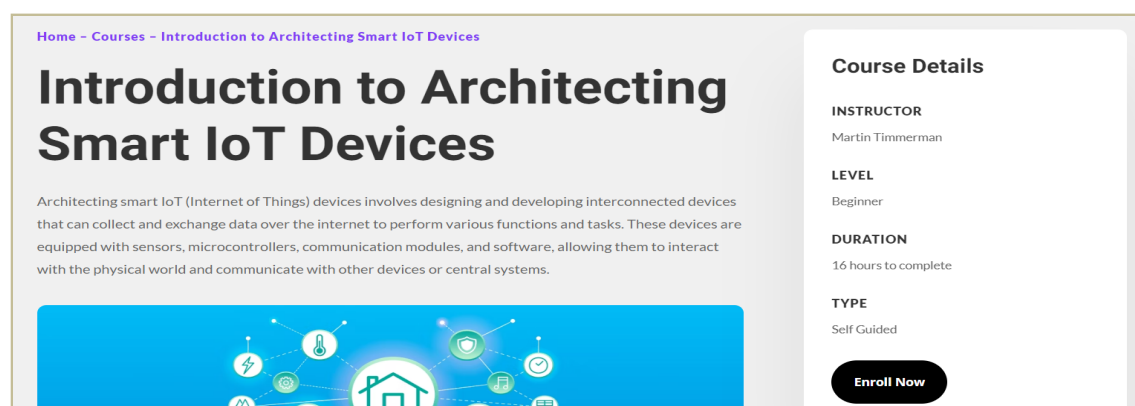 Home – Courses – Introduction to Architecting Smart IoT Devices
Introduction to Architecting
Smart IoT Devices
Architecting smart IoT (Internet of Things) devices involves designing and developing interconnected devices
that can collect and exchange data over the internet to perform various functions and tasks. These devices are
equipped with sensors, microcontrollers, communication modules, and software, allowing them to interact
with the physical world and communicate with other devices or central systems.
Course Details
INSTRUCTOR
Martin Timmerman
LEVEL
Beginner
DURATION
16 hours to complete
TYPE
Self Guided
Enroll Now